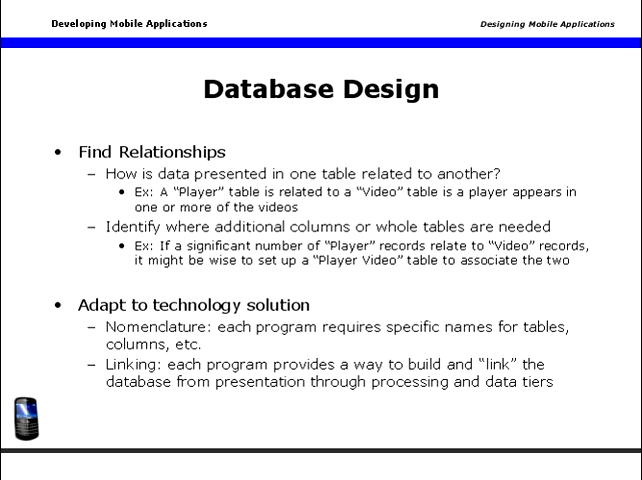 Developing Mobile Applications
Designing Mobile Applications
Database Design
• Find Relationships
– How is data presented in one table related to another?
• Ex: A “Player” table is related to a “Video” table is a player appears in
one or more of the videos
– Identify where additional columns or whole tables are needed
• Ex: If a significant number of “Player” records relate to “Video” records,
it might be wise to set up a “Player Video” table to associate the two
• Adapt to technology solution
– Nomenclature: each program requires specific names for tables,
columns, etc.
– Linking: each program provides a way to build and “link” the
database from presentation through processing and data tiers